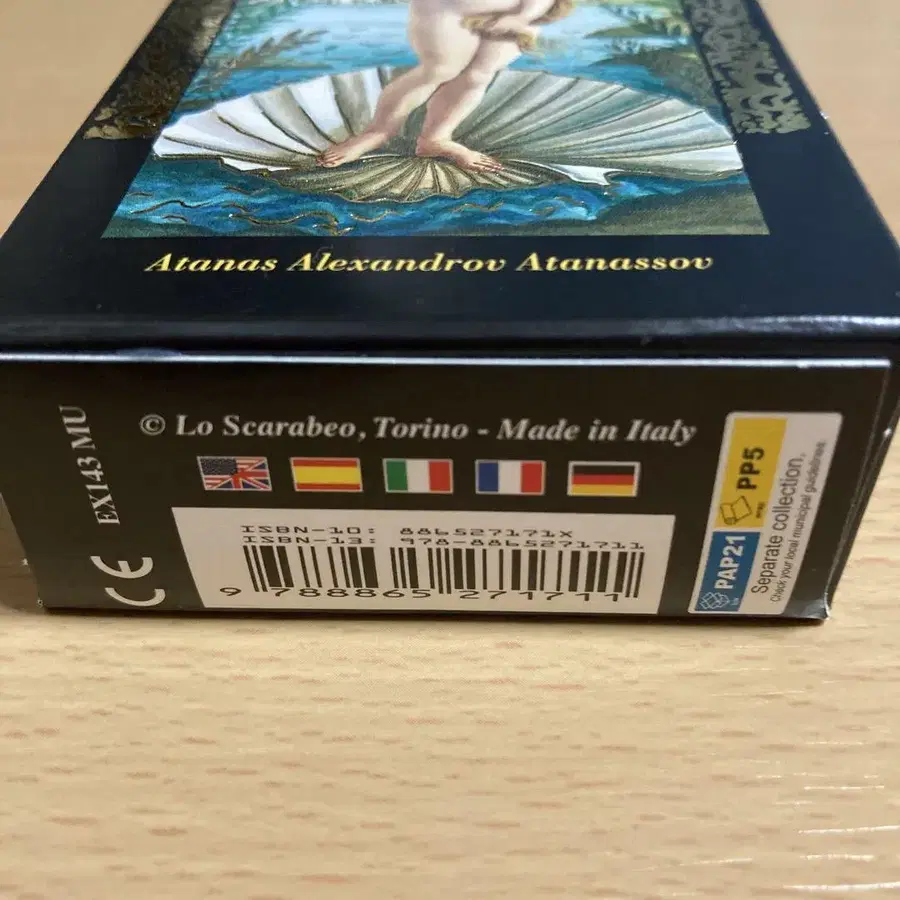 Atanas Alexandrov Atanassov
© Lo Scarabeo, Torino - Made in Italy
EX143 MU
CE
ISBN-10: 886527171X
ISBN-13: 978-8865271711
9 788865 271711
PAP21
PP5
Separate collection.
Check your local municipal guidelines